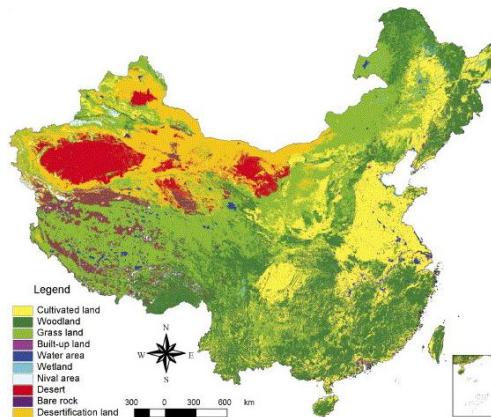 Legend
Cultivated land
Woodland
Grass land
Built-up land
Water area
Wetland
Nival area
Desert
Bare rock
Desertification land
N
W E
S
300 0 300 600 km